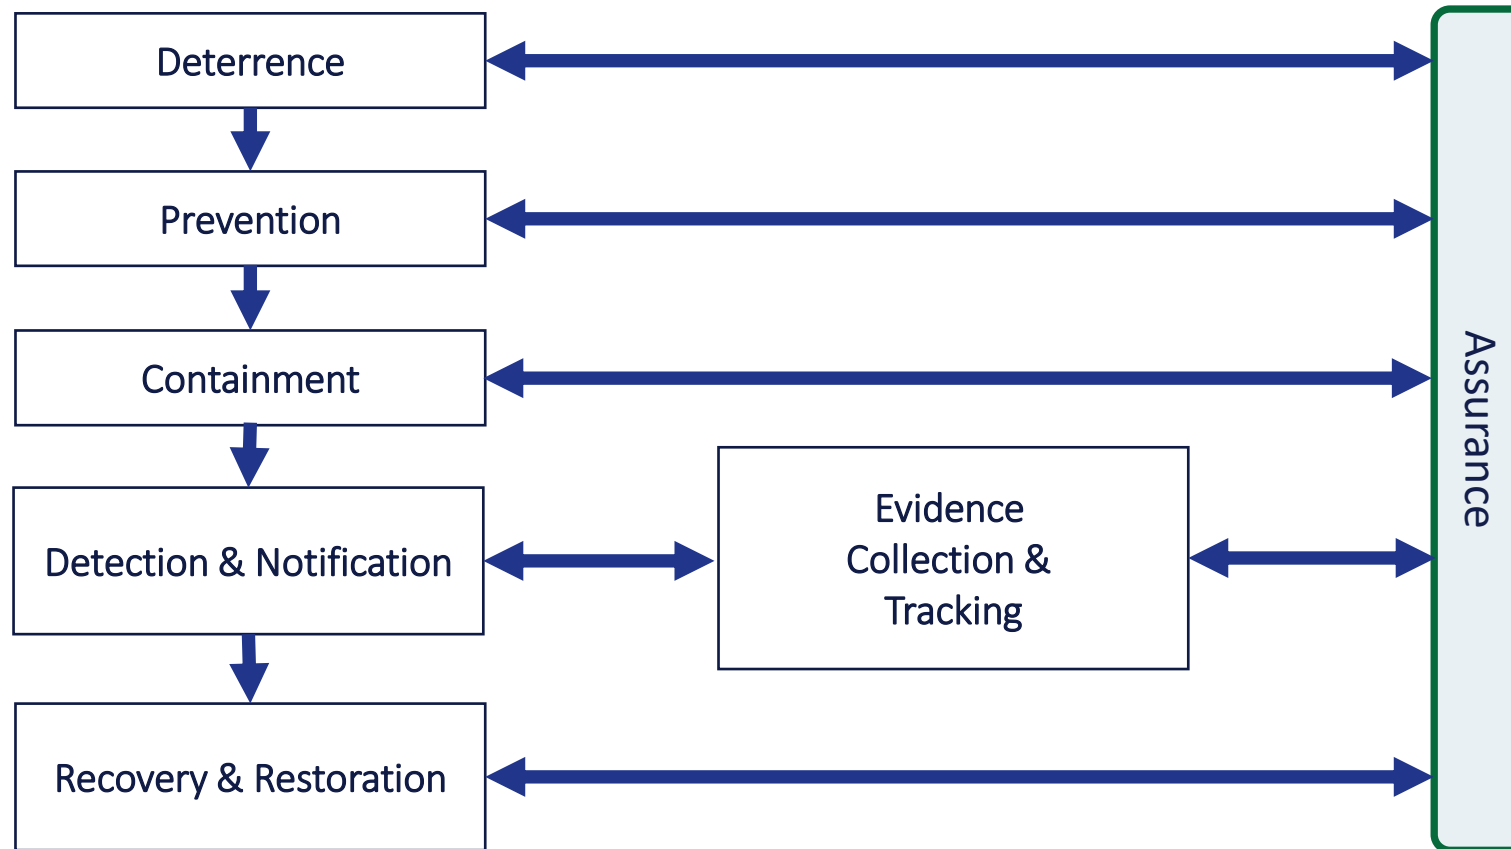 Deterrence
Prevention
Containment
Detection & Notification
Evidence
Collection &
Tracking
Recovery & Restoration
Assurance